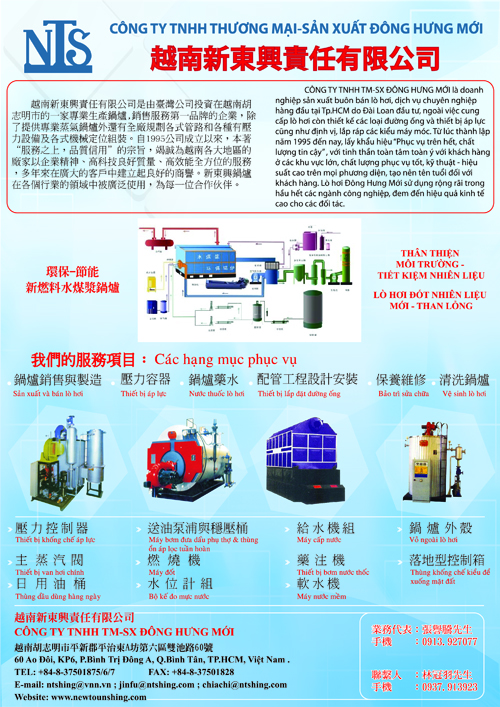 NTS
CÔNG TY TNHH THƯƠNG MẠI-SẢN XUẤT ĐÔNG HƯNG MỚI
越南新東興責任有限公司
越南新東興責任有限公司是由臺灣公司投資在越南胡
志明市的一家專業生產鍋爐,銷售服務第一品牌的企業,除
了提供專業蒸氣鍋爐外還有全廠規劃各式管路和各種有壓
力設備及各式機械定位組裝。自1995公司成立以來,本著
“服務之上,品質信用”的宗旨,竭誠為越南各大地區的
廠家以企業精神、高科技良好質量、高效能全方位的服務
,多年來在廣大的客戶中建立起良好的商譽。新東興鍋爐
在各個行業的領域中被廣泛使用,為每一位合作伙伴。
CÔNG TY TNHH TM-SX ĐÔNG HƯNG MỚI là doanh
nghiệp sản xuất buôn bán lò hơi, dịch vụ chuyên nghiệp
hàng đầu tại Tp.HCM do Đài Loan đầu tư, ngoài việc cung
cấp lò hơi còn thiết kế các loại đường ống và thiết bị áp lực
cũng như định vị, lắp ráp các kiểu máy móc. Từ lúc thành lập
năm 1995 đến nay, lấy khẩu hiệu “Phục vụ trên hết, chất
lượng tin cậy”, với tinh thần toàn tâm toàn ý với khách hàng
ở các khu vực lớn, chất lượng phục vụ tốt, kỹ thuật - hiệu
suất cao trên mọi phương diện, tạo nên tên tuổi đối với
khách hàng. Lò hơi Đông Hưng Mới sử dụng rộng rãi trong
hầu hết các ngành công nghiệp, đem đến hiệu quả kinh tế
cao cho các đối tác.
環保-節能
新燃料水煤漿鍋爐
THÂN THIỆN
MÔI TRƯỜNG -
TIẾT KIỆM NHIÊN LIỆU
LÒ HƠI ĐỐT NHIÊN LIỆU
MỚI - THAN LỎNG
我們的服務項目: Các hạng mục phục vụ
鍋爐銷售與製造 壓力容器 鍋爐藥水 配管工程設計安裝 保養維修 清洗鍋爐
Sản xuất và bán lò hơi Thiết bị áp lực Nước thuốc lò hơi Thiết bị lắp đặt đường ống Bảo trì sửa chữa Vệ sinh lò hơi
壓力控制器 送油泵浦與穩壓桶 給水機組 鍋爐外殼
Thiết bị khống chế áp lực Máy bơm đưa dầu phụ thợ & thùng Máy cấp nước Vỏ ngoài lò hơi
ổn áp lọc tuần hoàn
主蒸汽閥 燃燒機 藥注機 落地型控制箱
Thiết bị van hơi chính Máy đốt Thiết bị bơm nước thốc Thùng khống chế kiểu để
xuống mặt đất
日用油桶 水位計組 軟水機
Thùng dầu dùng hàng ngày Bộ kế đo mực nước Máy nước mềm
越南新東興責任有限公司
CÔNG TY TNHH TM-SX ĐÔNG HƯNG MỚI
越南胡志明市平新郡平治東A坊第六區雙池路60號
60 Ao Đôi, KP6, P.Bình Trị Đông A, Q.Bình Tân, TP.HCM, Việt Nam .
TEL: +84-8-37501875/6/7 FAX: +84-8-37501828
E-mail: ntshing@vnn.vn ; jinfu@ntshing.com ; chiachi@ntshing.com
Website: www.newtounshing.com
業務代表:張譽騰先生
手機 : 0913.927077
聯繫人 :林冠羽先生
手機 : 0937.913923